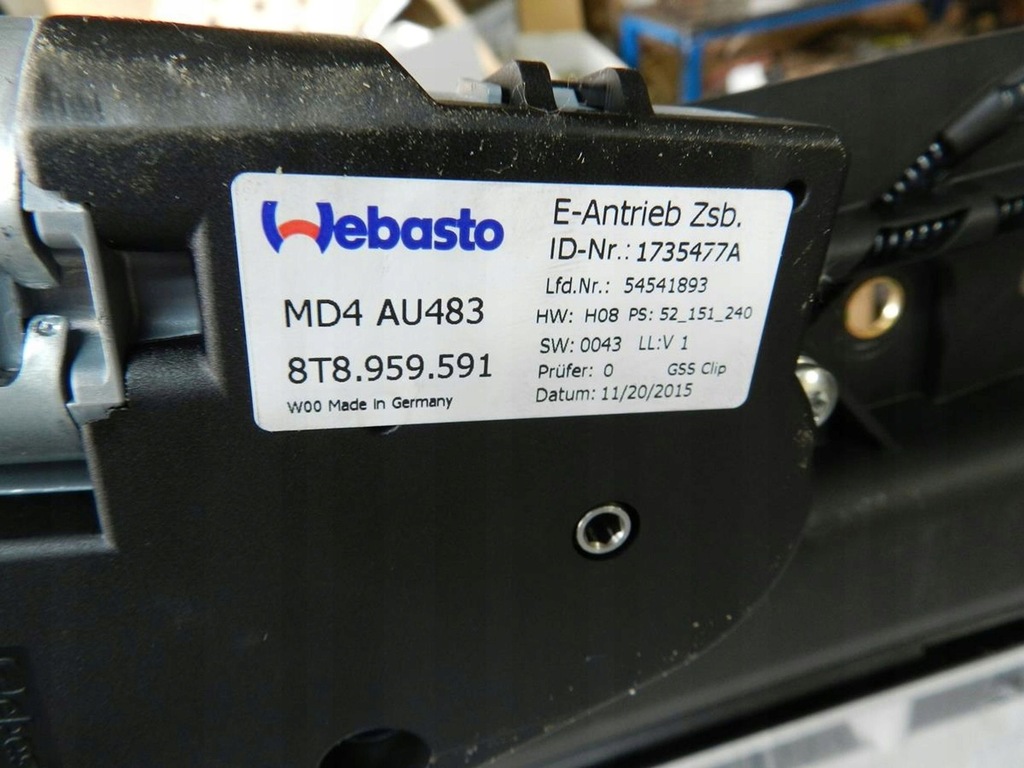 Webasto
MD4 AU483
8T8.959.591
W00 Made in Germany
E-Antrieb Zsb.
ID-Nr.: 1735477A
Lfd.Nr.: 54541893
HW: H08 PS: 52_151_240
SW: 0043 LL:V 1
Prüfer: 0 GSS Clip
Datum: 11/20/2015